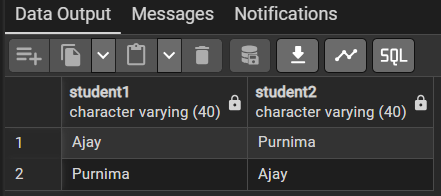 Data Output Messages Notifications
SQL
student1 student2
character varying (40) character varying (40)
1 Ajay Purnima
2 Purnima Ajay